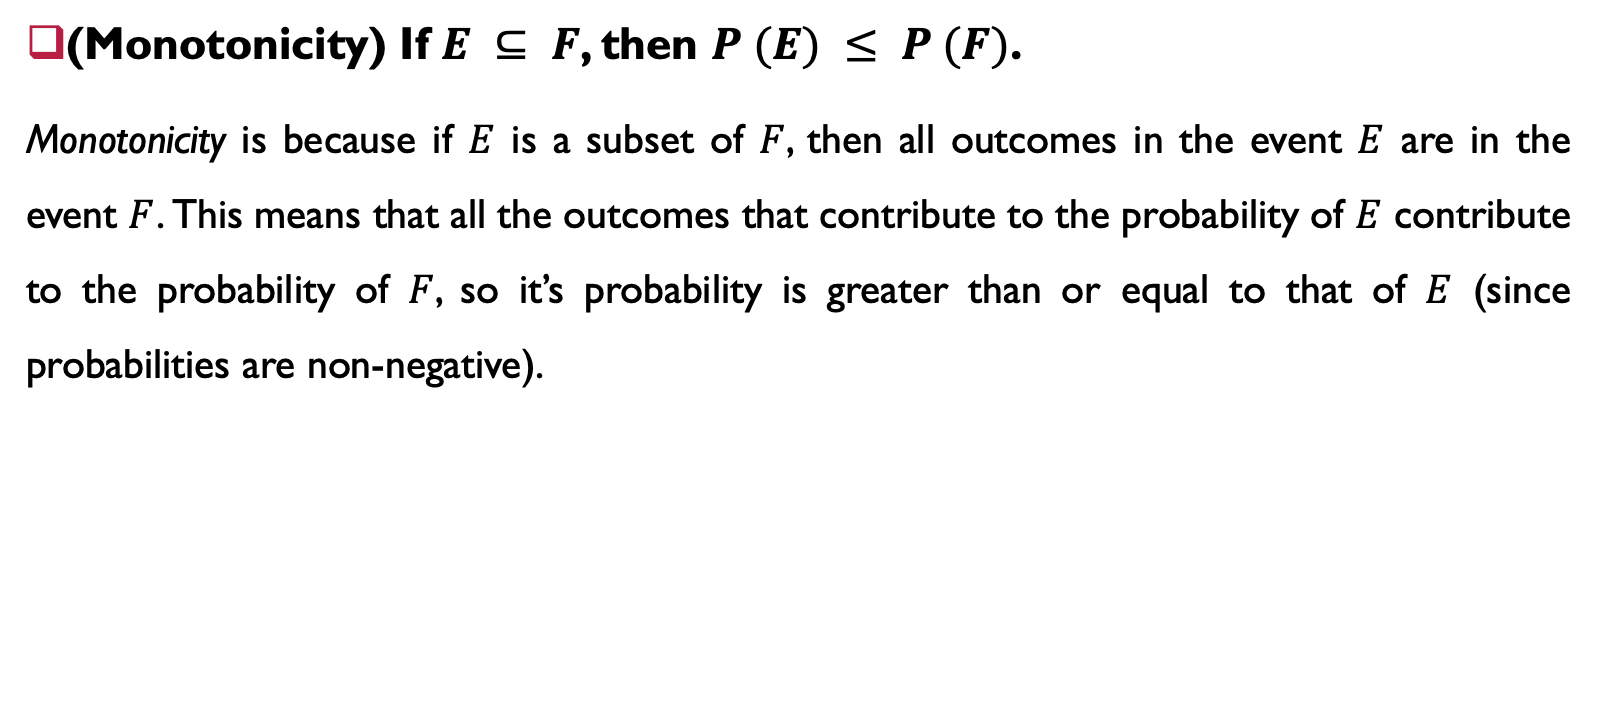 ❑(Monotonicity) If E ⊆ F, then P (E) ≤ P (F).
Monotonicity is because if E is a subset of F, then all outcomes in the event E are in the
event F. This means that all the outcomes that contribute to the probability of E contribute
to the probability of F, so it’s probability is greater than or equal to that of E (since
probabilities are non-negative).